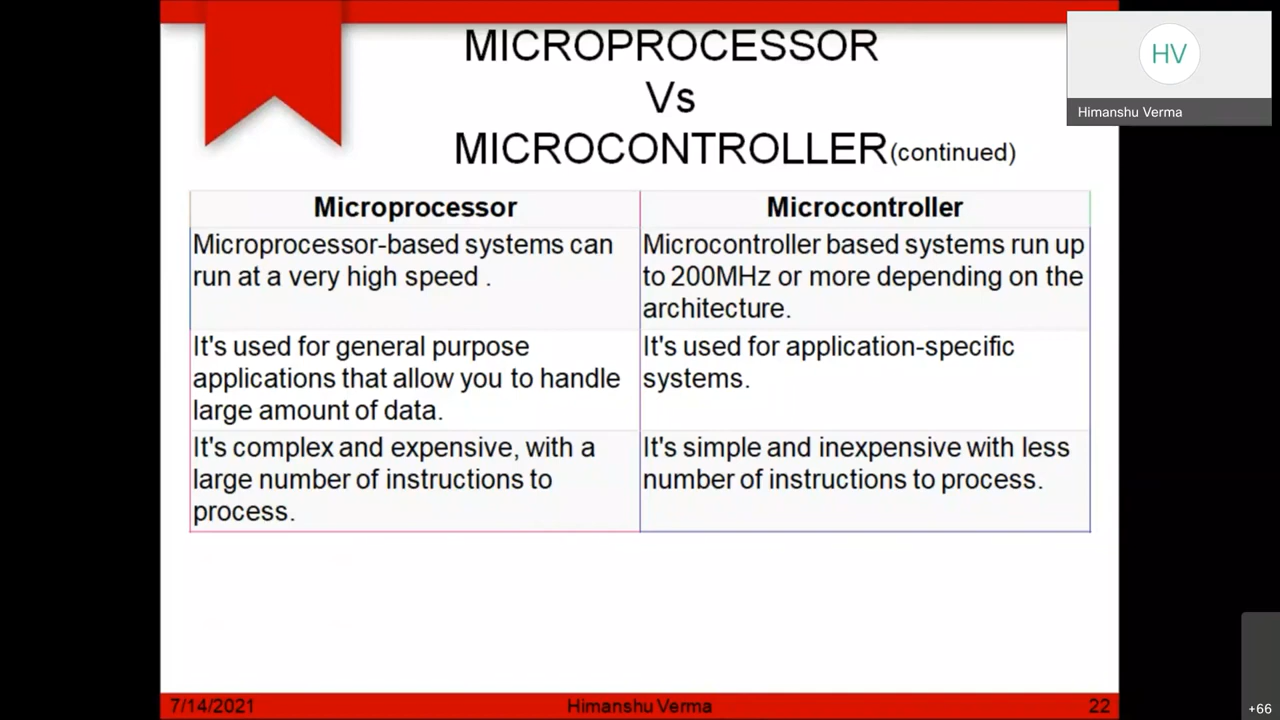 MICROPROCESSOR
Vs
MICROCONTROLLER(continued)
HV
Himanshu Verma
Microprocessor
Microcontroller
Microprocessor-based systems can
run at a very high speed .
Microcontroller based systems run up
to 200MHz or more depending on the
architecture.
It's used for general purpose
applications that allow you to handle
large amount of data.
It's used for application-specific
systems.
It's complex and expensive, with a
large number of instructions to
process.
It's simple and inexpensive with less
number of instructions to process.
7/14/2021
Himanshu Verma
22
+66